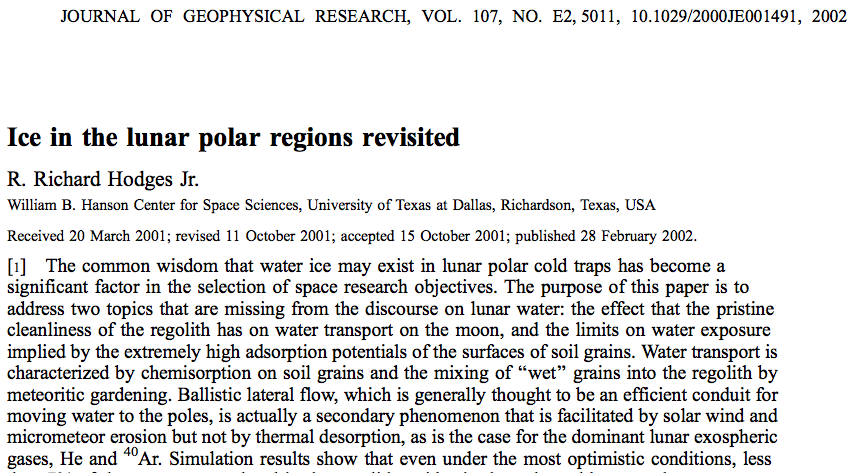 JOURNAL OF GEOPHYSICAL RESEARCH, VOL. 107, NO. E2, 5011, 10.1029/2000JE001491, 2002
Ice in the lunar polar regions revisited
R. Richard Hodges Jr.
William B. Hanson Center for Space Sciences, University of Texas at Dallas, Richardson, Texas, USA
Received 20 March 2001; revised 11 October 2001; accepted 15 October 2001; published 28 February 2002.
[1] The common wisdom that water ice may exist in lunar polar cold traps has become a
significant factor in the selection of space research objectives. The purpose of this paper is to
address two topics that are missing from the discourse on lunar water: the effect that the pristine
cleanliness of the regolith has on water transport on the moon, and the limits on water exposure
implied by the extremely high adsorption potentials of the surfaces of soil grains. Water transport is
characterized by chemisorption on soil grains and the mixing of “wet” grains into the regolith by
meteoritic gardening. Ballistic lateral flow, which is generally thought to be an efficient conduit for
moving water to the poles, is actually a secondary phenomenon that is facilitated by solar wind and
micrometeor erosion but not by thermal desorption, as is the case for the dominant lunar exospheric
gases, He and ⁴⁰Ar. Simulation results show that even under the most optimistic conditions, less